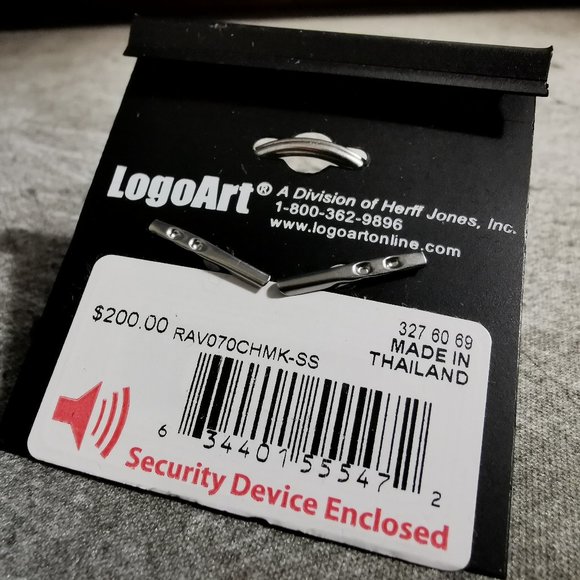 LogoArt® A Division of Herff Jones, Inc.
1-800-362-9896
www.logoartonline.com
$200.00 RAV070CHMK-SS
327 60 69
MADE IN
THAILAND
6 34401 55547 2
Security Device Enclosed